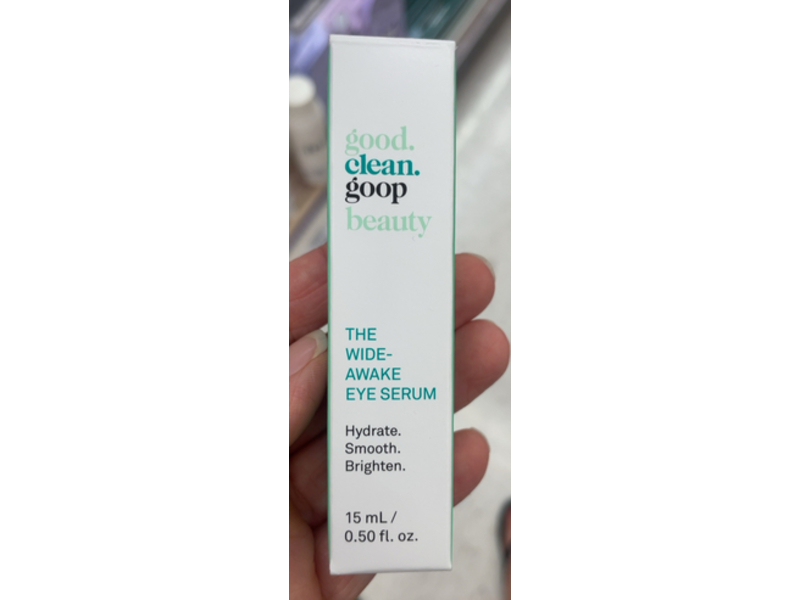 good.
clean.
goop
beauty
THE
WIDE-
AWAKE
EYE SERUM
Hydrate.
Smooth.
Brighten.
15 mL /
0.50 fl. oz.